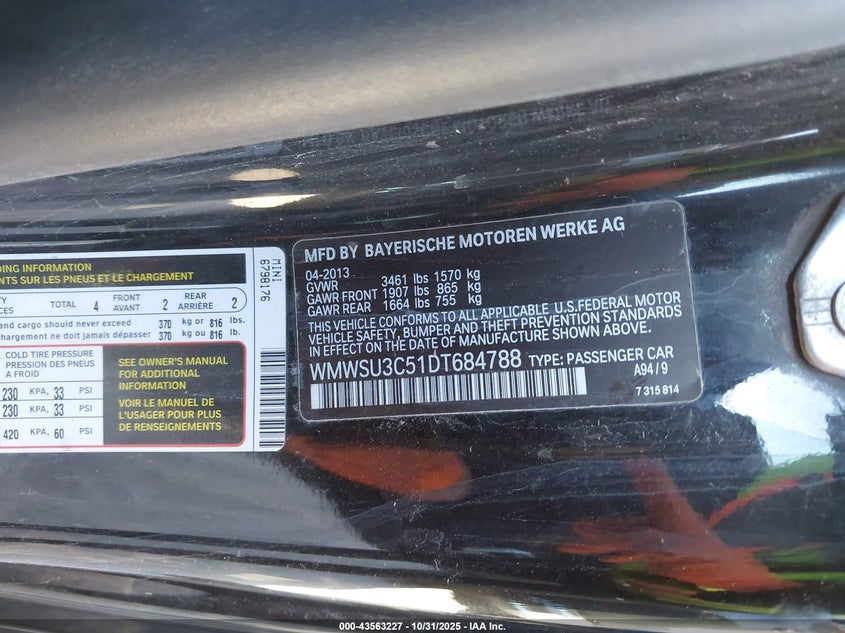 DING INFORMATION
NTS SUR LES PNEUS ET LE CHARGEMENT
TY
CES
TOTAL 4
FRONT
AVANT 2
REAR
ARRIÈRE 2
and cargo should never exceed 370 kg or 816 lbs.
hargement ne doit jamais dépasser 370 kg ou 816 lb.
COLD TIRE PRESSURE
PRESSION DES PNEUS
A FROID
230 KPA, 33 PSI
230 KPA, 33 PSI
420 KPA, 60 PSI
SEE OWNER'S MANUAL
FOR ADDITIONAL
INFORMATION
VOIR LE MANUEL DE
L'USAGER POUR PLUS
DE RENSEIGNEMENTS
MINI
6798176
MFD BY BAYERISCHE MOTOREN WERKE AG
04-2013
GVWR 3461 lbs 1570 kg
GAWR FRONT 1907 lbs 865 kg
GAWR REAR 1664 lbs 755 kg
THIS VEHICLE CONFORMS TO ALL APPLICABLE U.S.FEDERAL MOTOR
VEHICLE SAFETY, BUMPER AND THEFT PREVENTION STANDARDS
IN EFFECT ON THE DATE OF MANUFACTURE SHOWN ABOVE.
WMWSU3C51DT684788 TYPE: PASSENGER CAR
A94 / 9
7 315 814
000-43563227 - 10/31/2025 - IAA Inc.